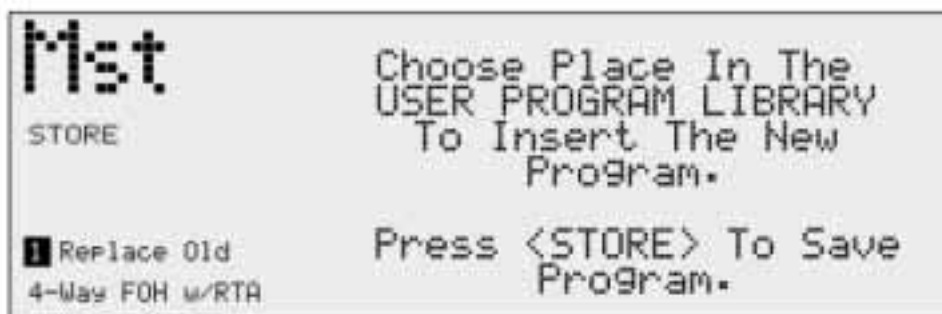 Mst
STORE
Choose Place In The
USER PROGRAM LIBRARY
To Insert The New
Program.
1 Replace Old
4-Way FOH w/RTA
Press <STORE> To Save
Program.